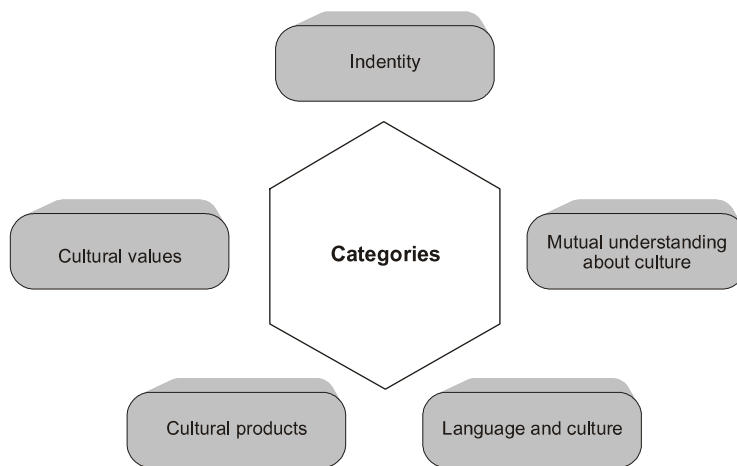 Indentity
Cultural values
Categories
Mutual understanding
about culture
Cultural products
Language and culture